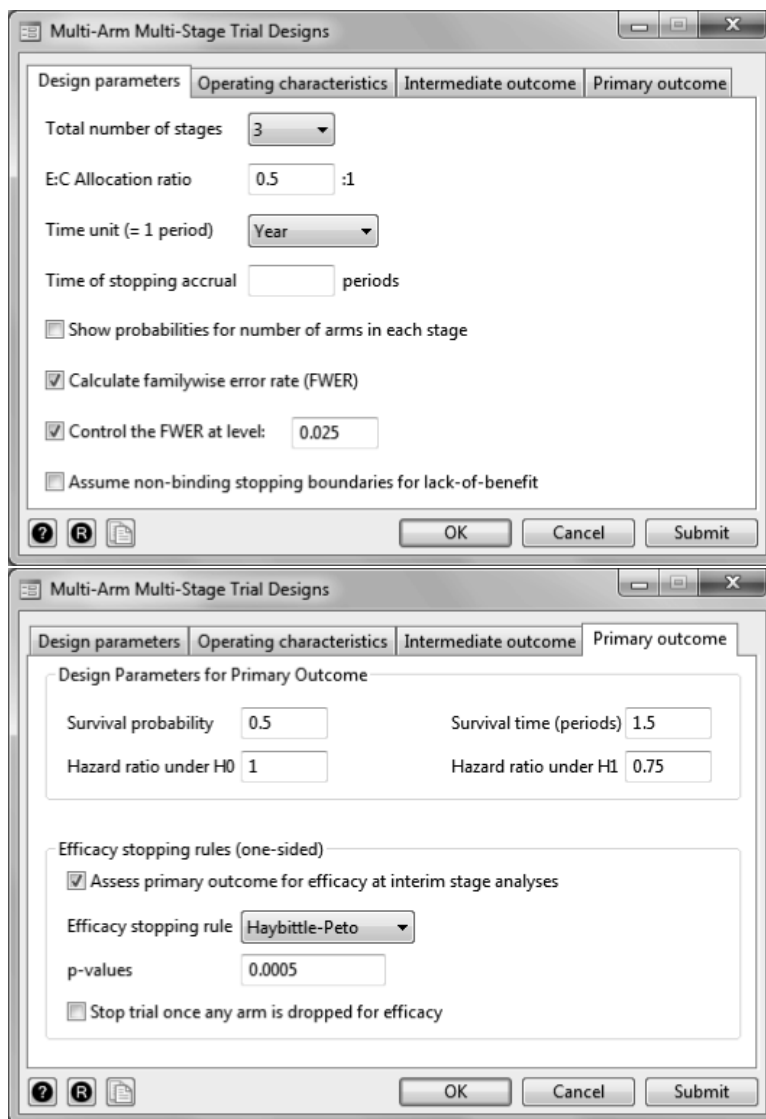 Multi-Arm Multi-Stage Trial Designs
Design parameters Operating characteristics Intermediate outcome Primary outcome
Total number of stages 3
E:C Allocation ratio 0.5 :1
Time unit (= 1 period) Year
Time of stopping accrual periods
Show probabilities for number of arms in each stage
Calculate familywise error rate (FWER)
Control the FWER at level: 0.025
Assume non-binding stopping boundaries for lack-of-benefit
? R OK Cancel Submit
Multi-Arm Multi-Stage Trial Designs
Design parameters Operating characteristics Intermediate outcome Primary outcome
Design Parameters for Primary Outcome
Survival probability 0.5 Survival time (periods) 1.5
Hazard ratio under H0 1 Hazard ratio under H1 0.75
Efficacy stopping rules (one-sided)
Assess primary outcome for efficacy at interim stage analyses
Efficacy stopping rule Haybittle-Peto
p-values 0.0005
Stop trial once any arm is dropped for efficacy
? R OK Cancel Submit